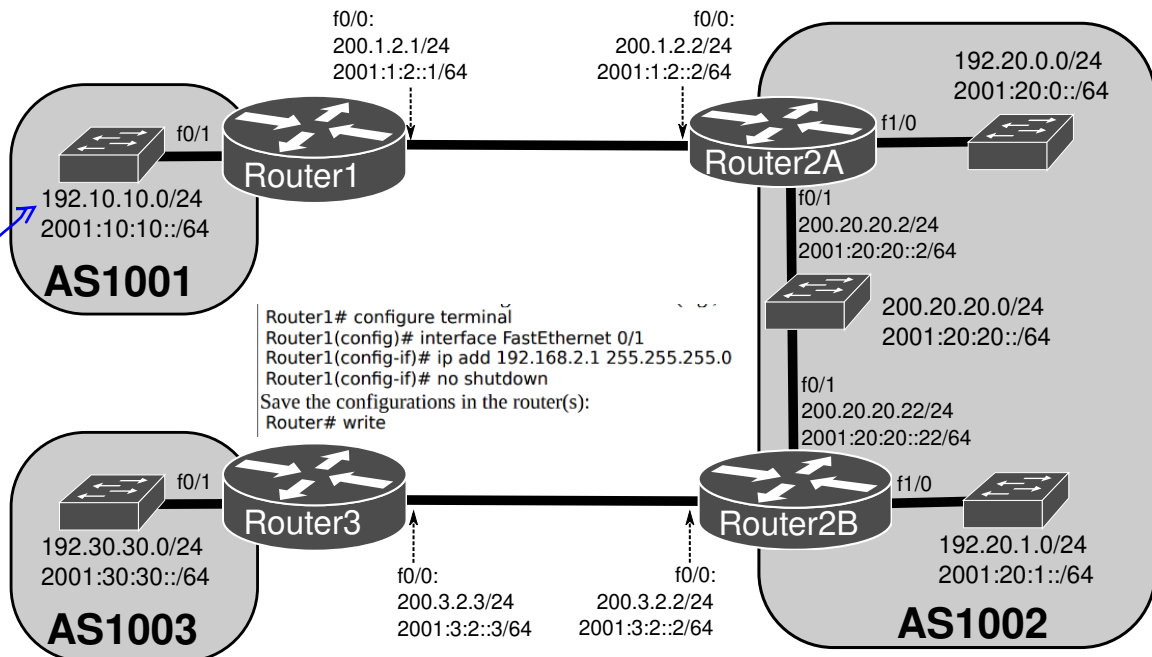 f0/0:
200.1.2.1/24
2001:1:2::1/64
f0/0:
200.1.2.2/24
2001:1:2::2/64
192.20.0.0/24
2001:20:0::/64
f0/1
Router1
Router2A
f1/0
192.10.10.0/24
2001:10:10::/64
AS1001
f0/1
200.20.20.2/24
2001:20:20::2/64
200.20.20.0/24
2001:20:20::/64
Router1# configure terminal
Router1(config)# interface FastEthernet 0/1
Router1(config-if)# ip add 192.168.2.1 255.255.255.0
Router1(config-if)# no shutdown
Save the configurations in the router(s):
Router# write
f0/1
200.20.20.22/24
2001:20:20::22/64
f0/1
Router3
Router2B
f1/0
192.30.30.0/24
2001:30:30::/64
AS1003
f0/0:
200.3.2.3/24
2001:3:2::3/64
f0/0:
200.3.2.2/24
2001:3:2::2/64
192.20.1.0/24
2001:20:1::/64
AS1002